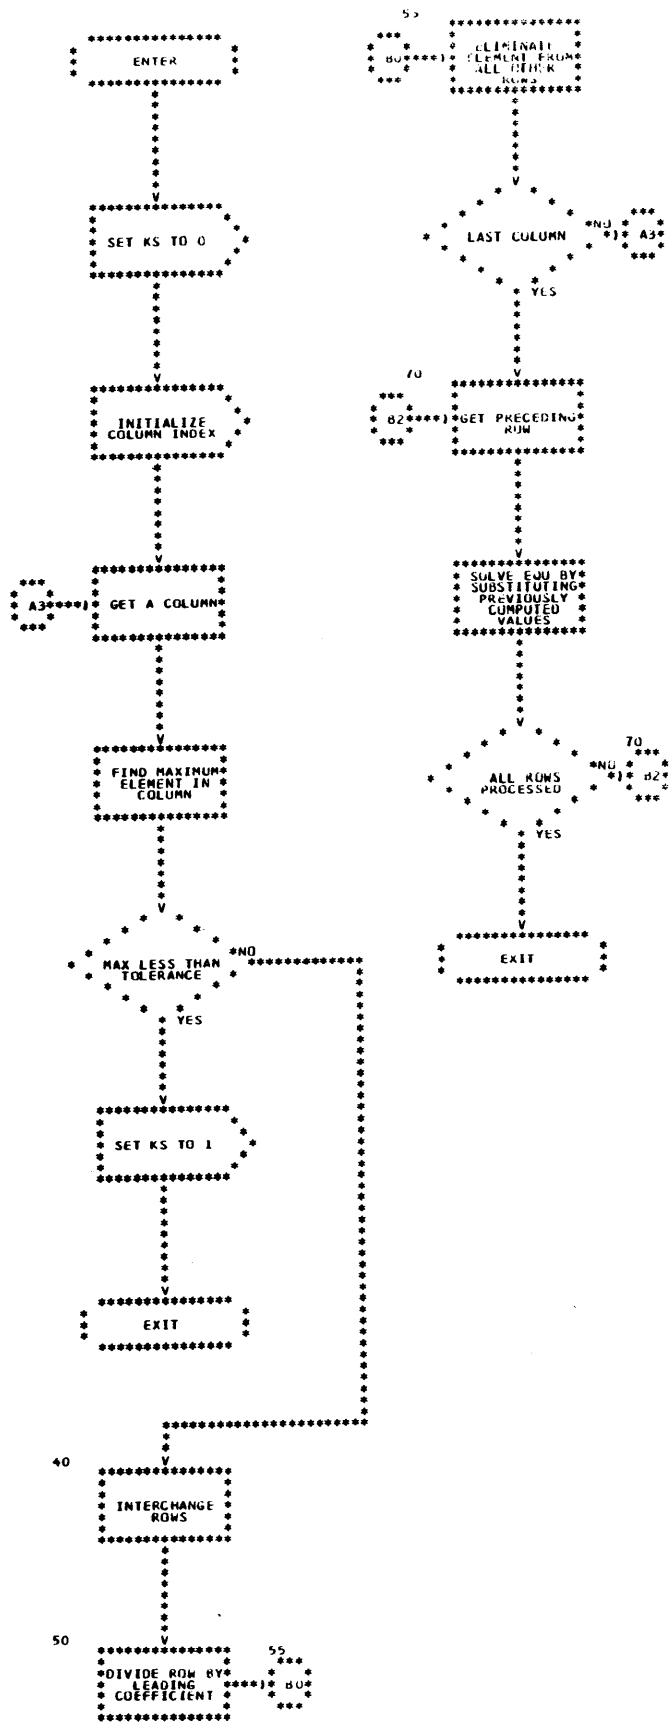 ENTER
SET KS TO 0
INITIALIZE
COLUMN INDEX
A3
GET A COLUMN
FIND MAXIMUM
ELEMENT IN
COLUMN
MAX LESS THAN
TOLERANCE
NO
YES
SET KS TO 1
EXIT
40
INTERCHANGE
ROWS
50
DIVIDE ROW BY
LEADING
COEFFICIENT
55
B0
55
B0
ELIMINATE
ELEMENT FROM
ALL OTHER
ROWS
LAST COLUMN
NO
A3
YES
70
B2
GET PRECEDING
ROW
SOLVE EQU BY
SUBSTITUTING
PREVIOUSLY
COMPUTED
VALUES
ALL ROWS
PROCESSED
NO
70
B2
YES
EXIT